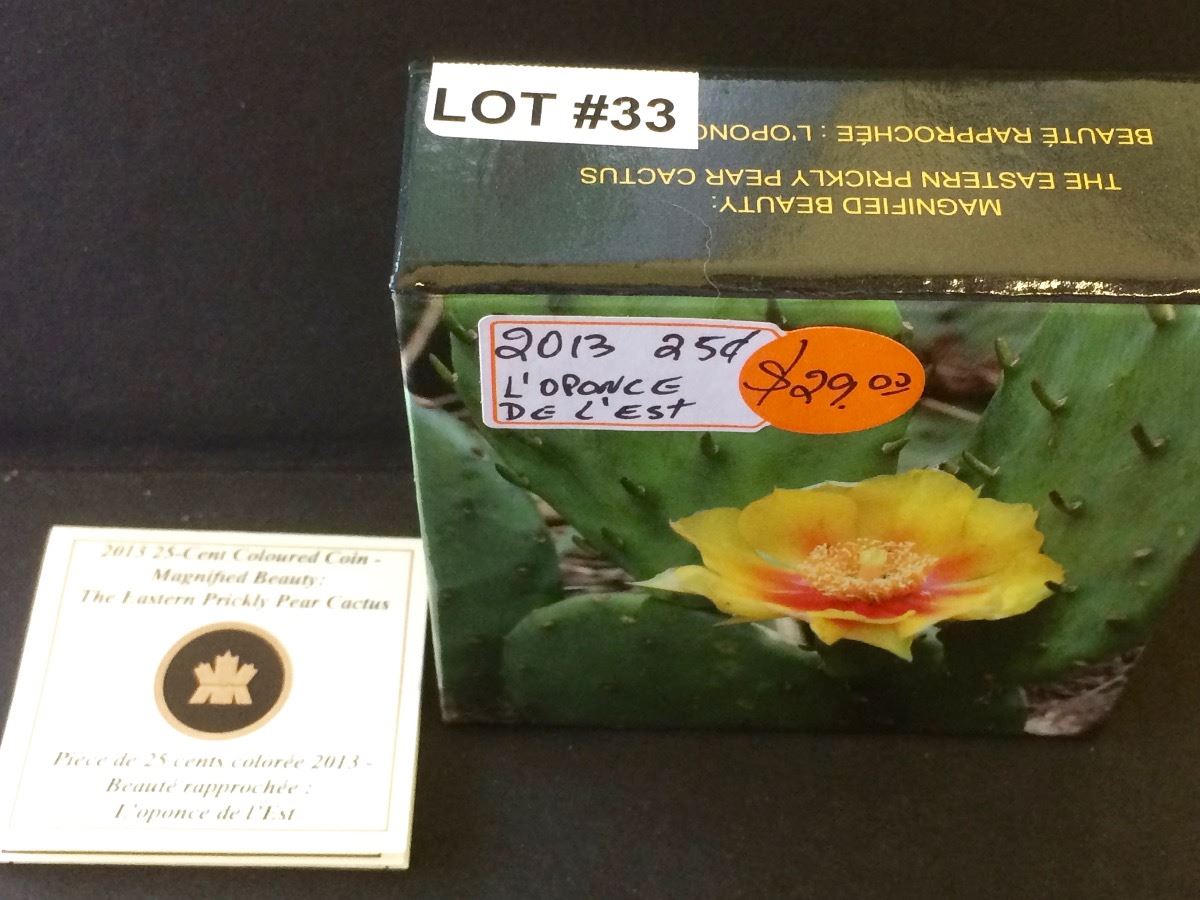 LOT #33
MAGNIFIED BEAUTY:
THE EASTERN PRICKLY PEAR CACTUS
BEAUTÉ RAPPROCHÉE :
2013 25¢
L'OPONCE
DE L'EST
$29.00
2013 25-Cent Coloured Coin -
Magnified Beauty:
The Eastern Prickly Pear Cactus
Pièce de 25 cents colorée 2013 -
Beauté rapprochée :
L'oponce de l'Est